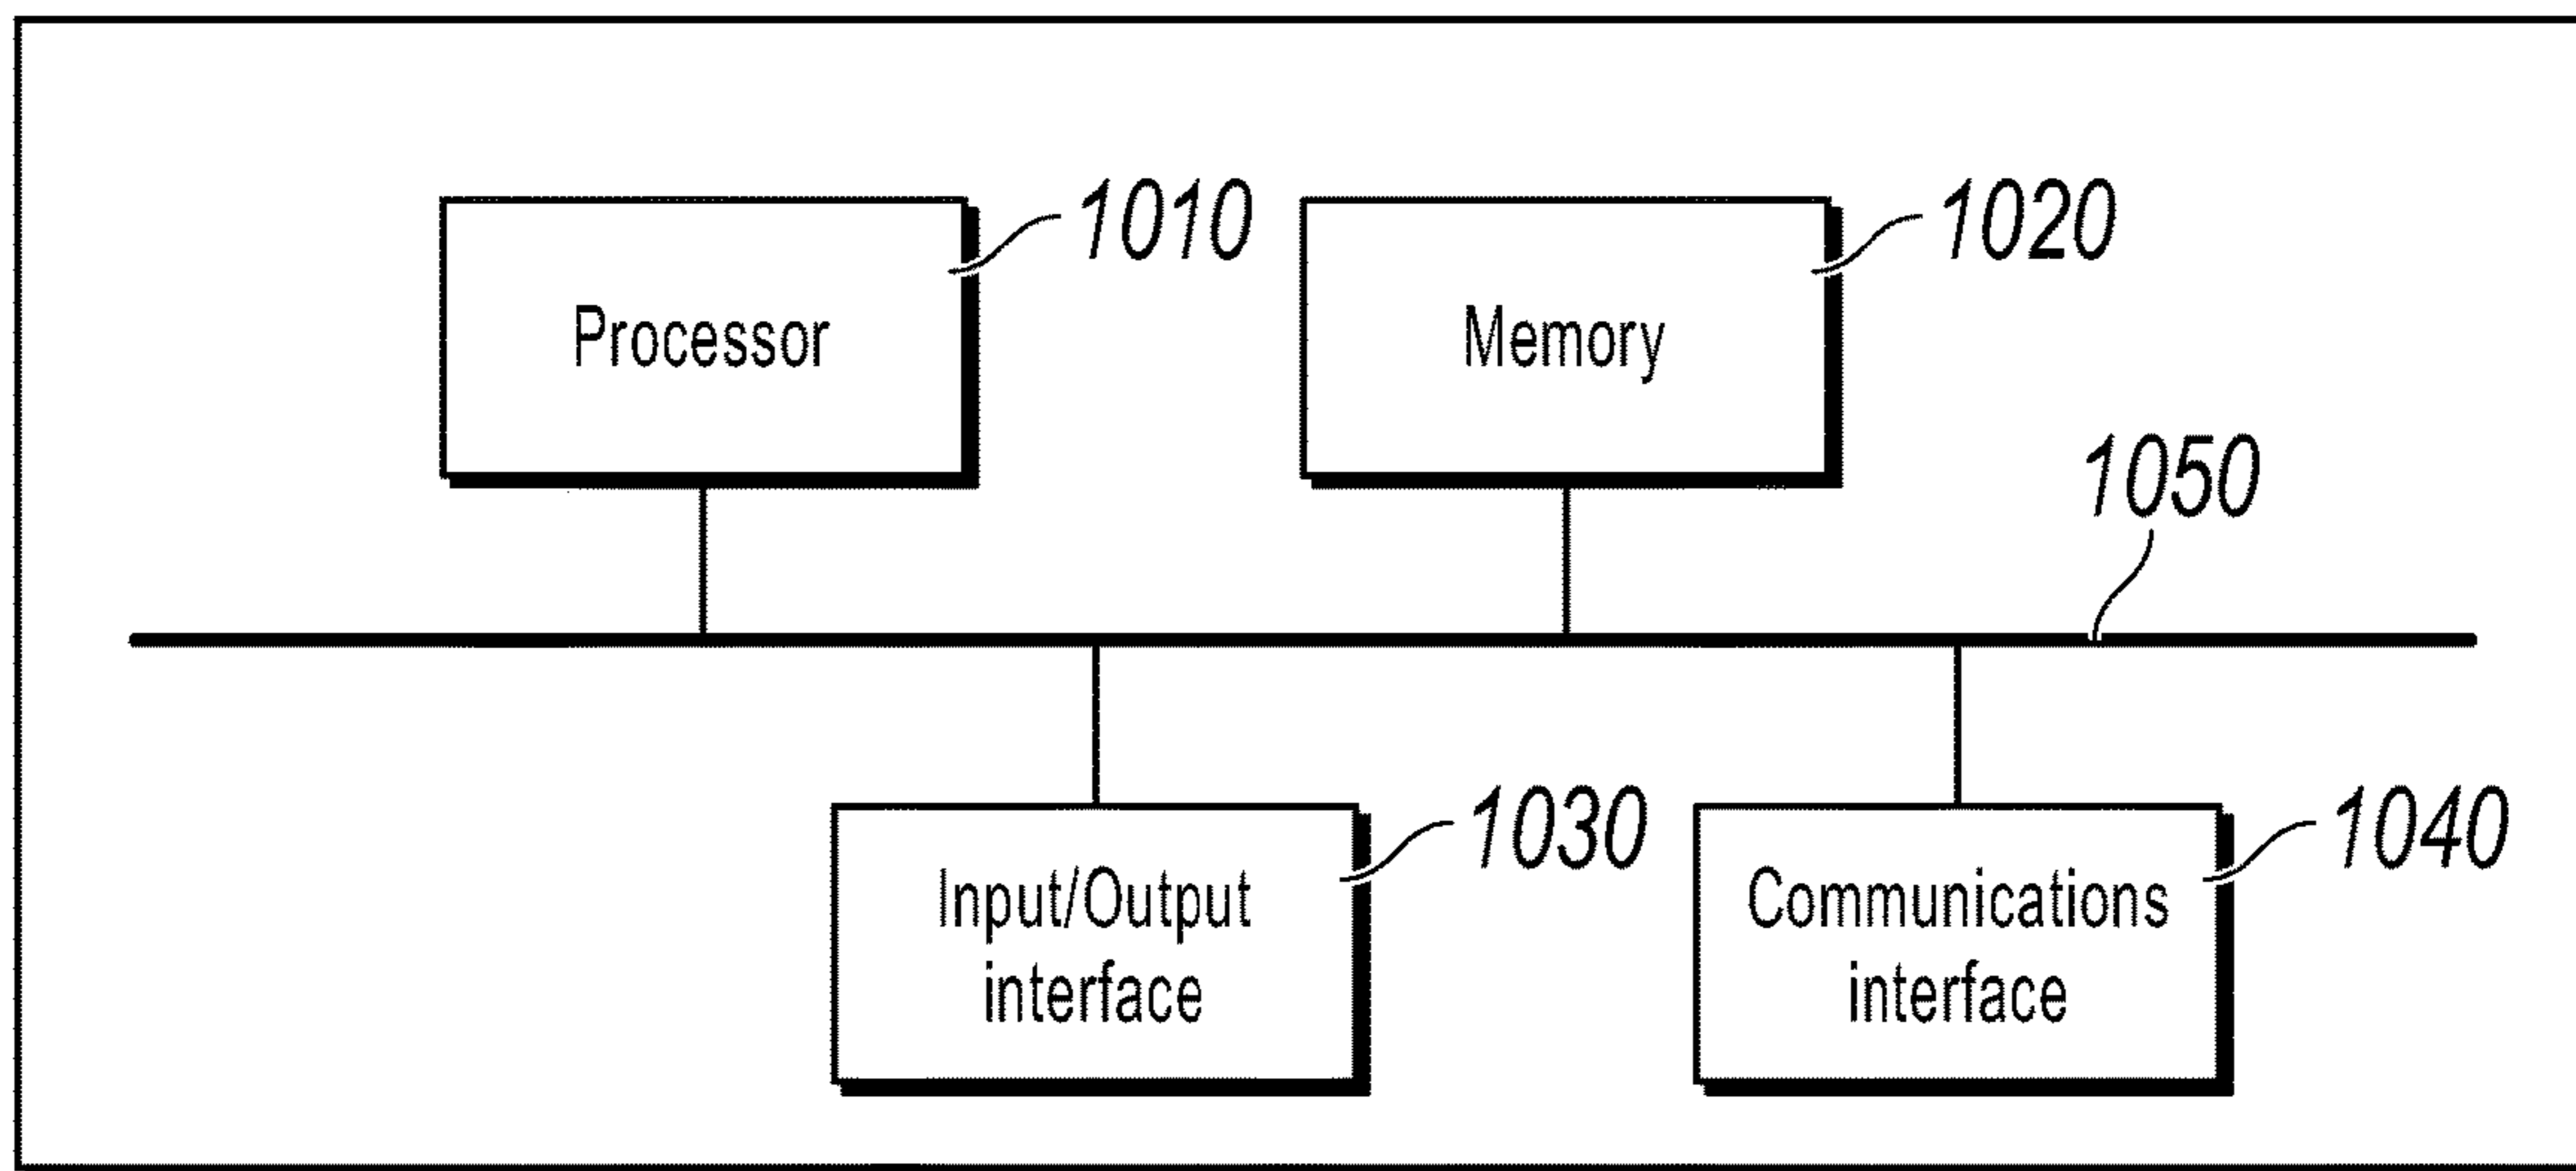 1010
1020
Processor
Memory
1050
1030
1040
Input/Output
interface
Communications
interface